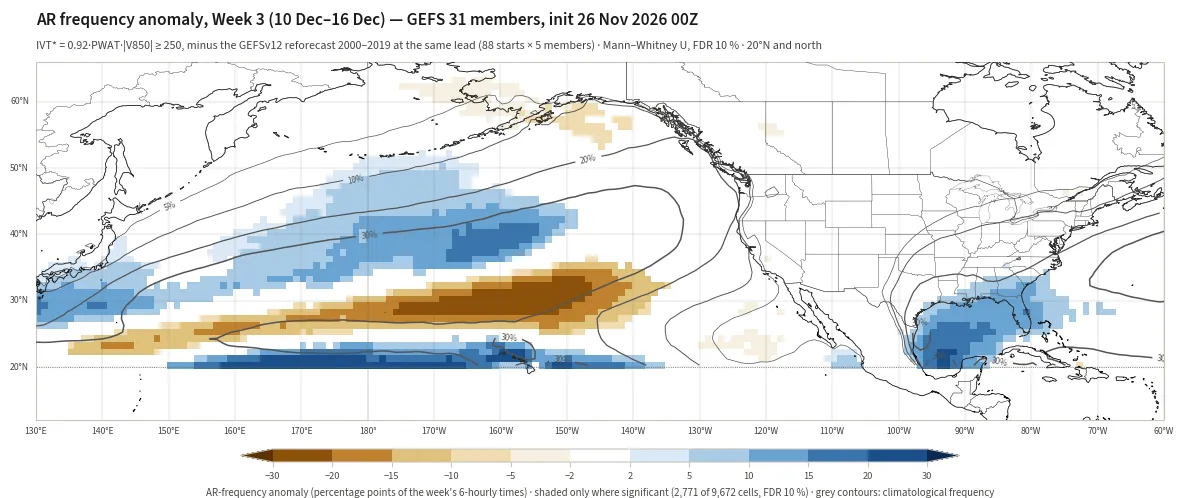 AR frequency anomaly, Week 3 (10 Dec–16 Dec) — GEFS 31 members, init 26 Nov 2026 00Z
IVT* = 0.92·PWAT·|V850| ≥ 250, minus the GEFSv12 reforecast 2000–2019 at the same lead (88 starts × 5 members) · Mann–Whitney U, FDR 10 % · 20°N and north
60°N
50°N
40°N
30°N
20°N
5%
10%
20%
30%
30%
30%
30%
130°E 140°E 150°E 160°E 170°E 180° 170°W 160°W 150°W 140°W 130°W 120°W 110°W 100°W 90°W 80°W 70°W 60°W
−30 −20 −15 −10 −5 −2 2 5 10 15 20 30
AR-frequency anomaly (percentage points of the week's 6-hourly times) · shaded only where significant (2,771 of 9,672 cells, FDR 10 %) · grey contours: climatological frequency